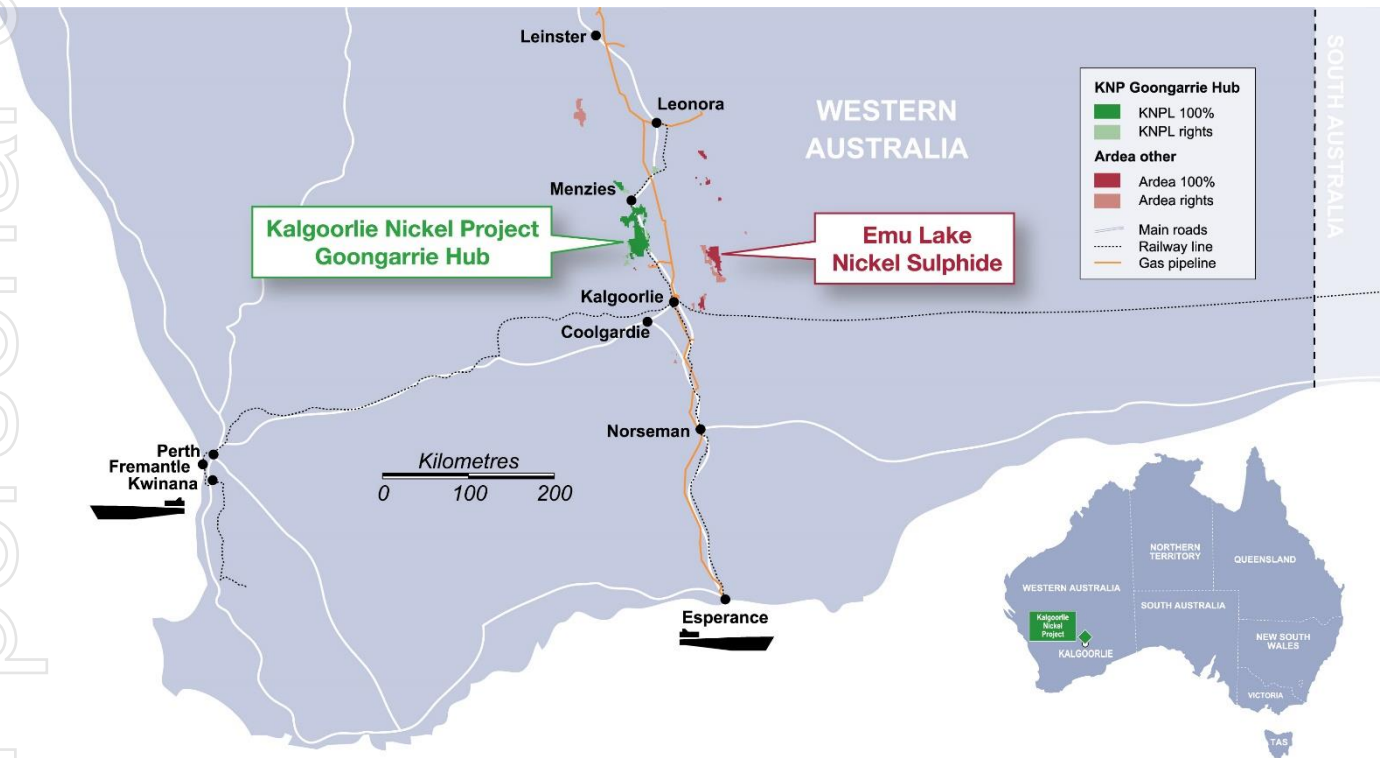 Leinster
Leonora
WESTERN
AUSTRALIA
SOUTH AUSTRALIA
KNP Goongarrie Hub
KNPL 100%
KNPL rights
Ardea other
Ardea 100%
Ardea rights
Main roads
Railway line
Gas pipeline
Menzies
Kalgoorlie Nickel Project
Goongarrie Hub
Emu Lake
Nickel Sulphide
Kalgoorlie
Coolgardie
Norseman
Perth
Fremantle
Kwinana
Kilometres
0 100 200
Esperance
NORTHERN
TERRITORY
QUEENSLAND
WESTERN AUSTRALIA
SOUTH AUSTRALIA
Kalgoorlie
Nickel
Project
KALGOORLIE
NEW SOUTH
WALES
VICTORIA
TAS